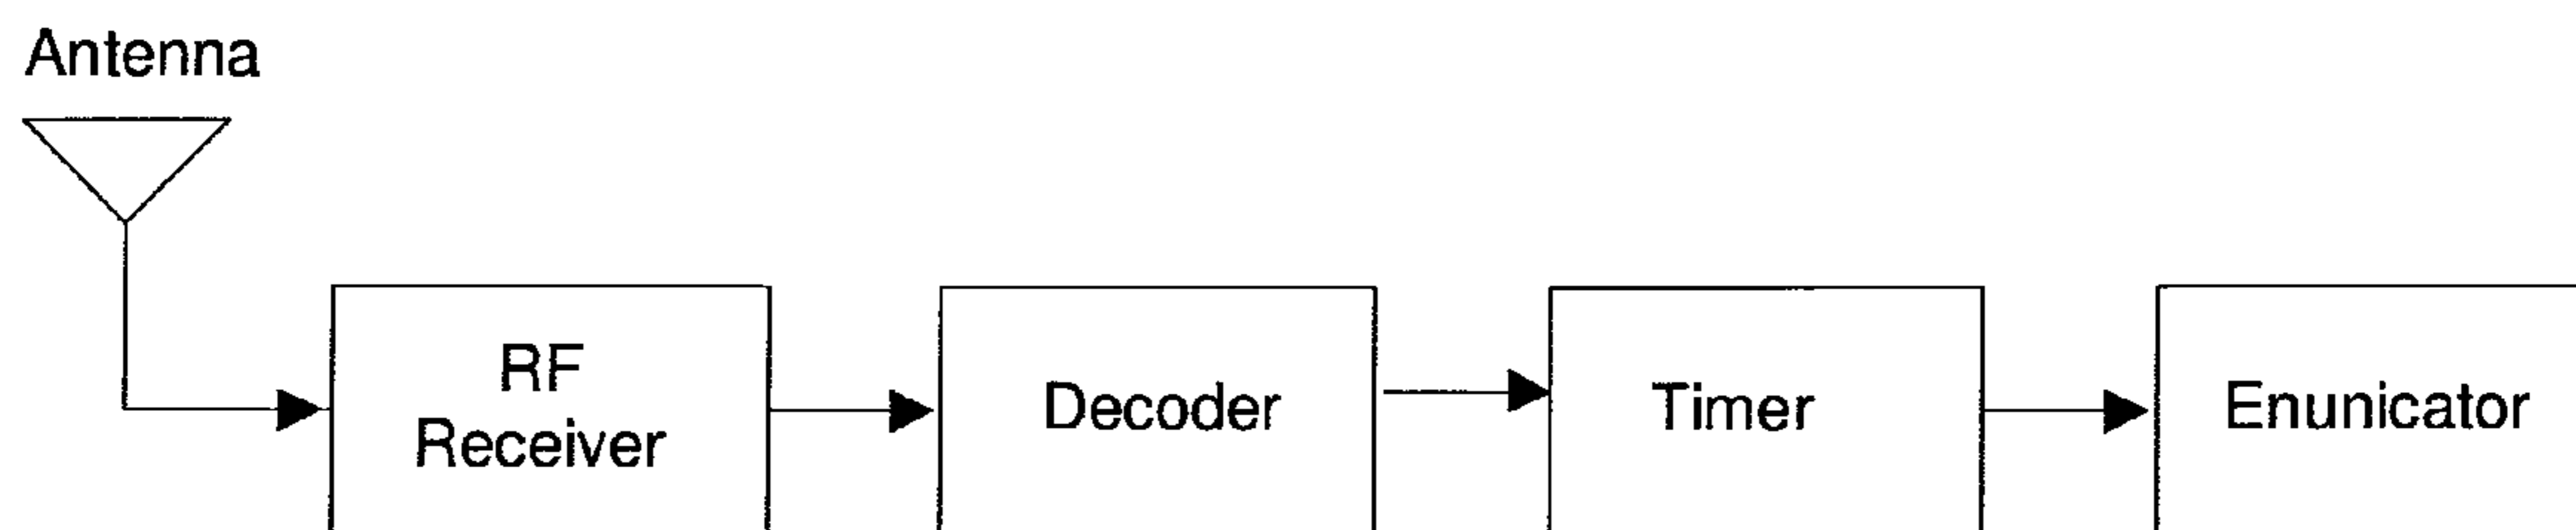 Antenna
RF
Receiver
Decoder
Timer
Enunicator